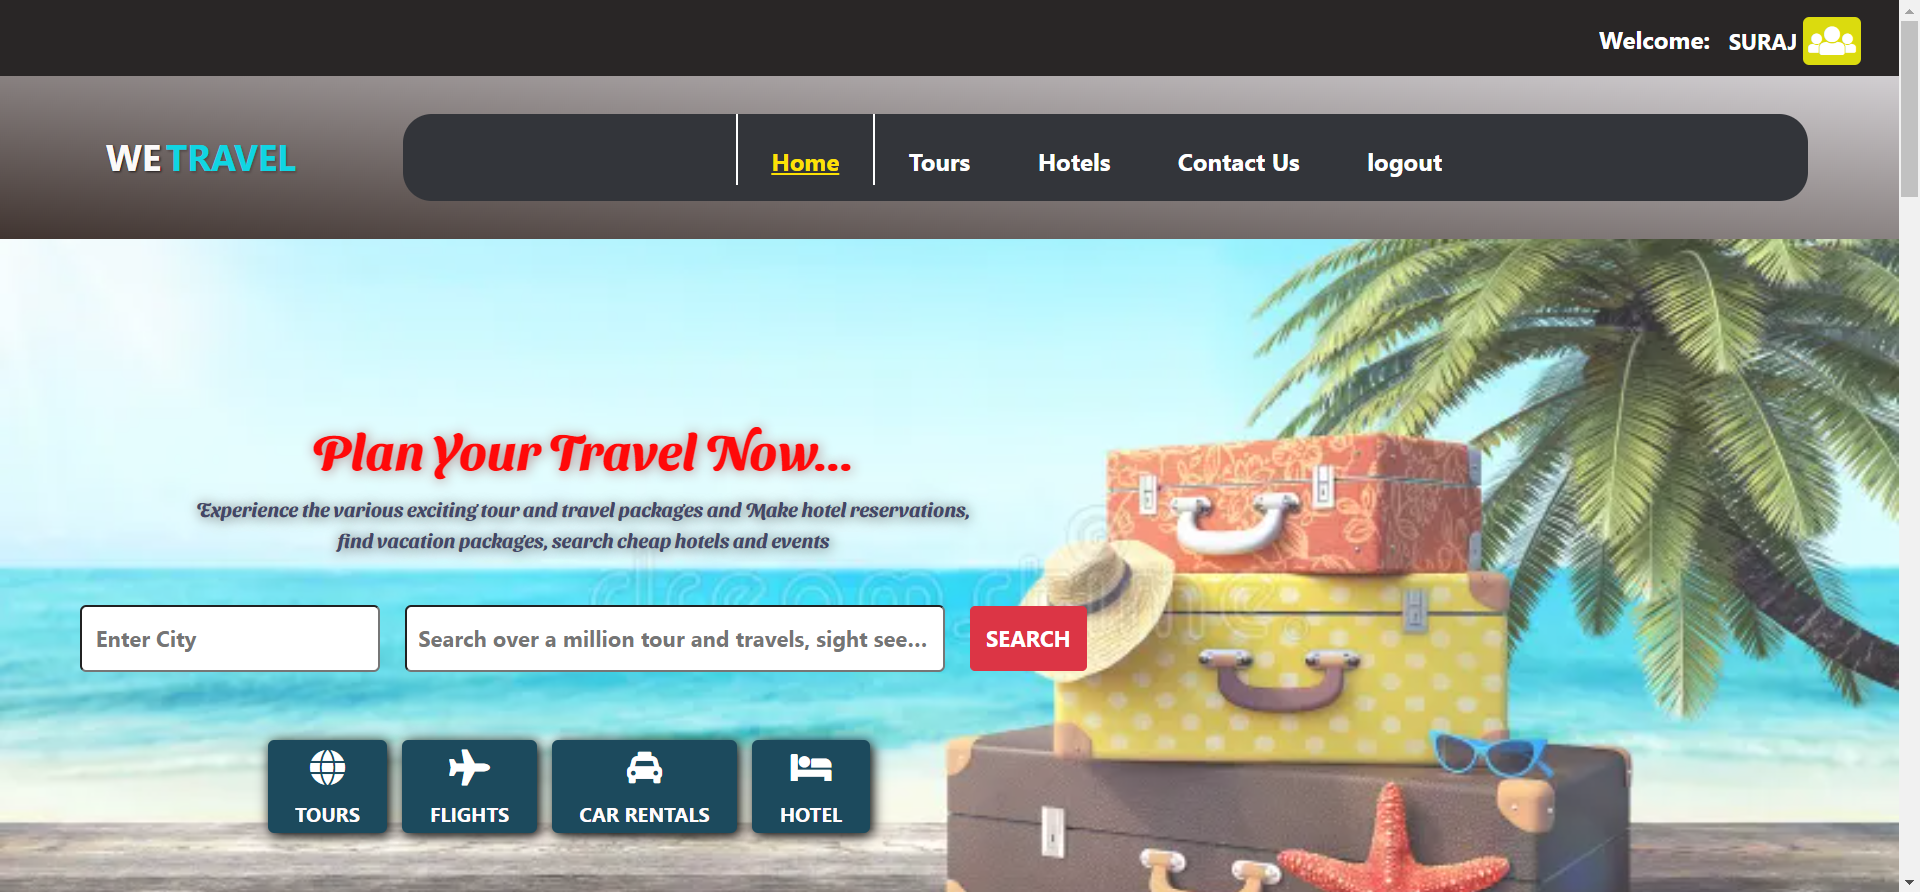 Welcome: SURAJ
WE TRAVEL
Home Tours Hotels Contact Us logout
Plan Your Travel Now...
Experience the various exciting tour and travel packages and Make hotel reservations,
find vacation packages, search cheap hotels and events
dreamstime
Enter City
Search over a million tour and travels, sight see...
SEARCH
TOURS FLIGHTS CAR RENTALS HOTEL